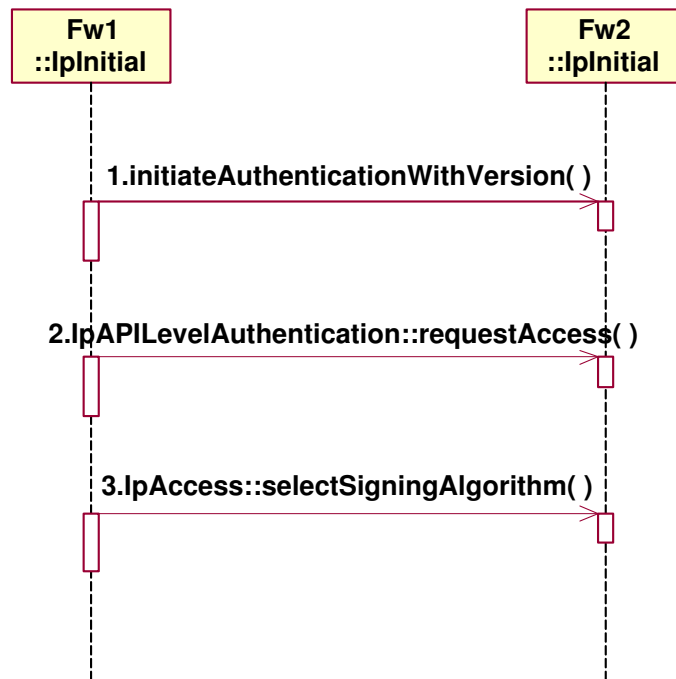 Fw1
::IpInitial
Fw2
::IpInitial
1.initiateAuthenticationWithVersion( )
2.IpAPILevelAuthentication::requestAccess( )
3.IpAccess::selectSigningAlgorithm( )